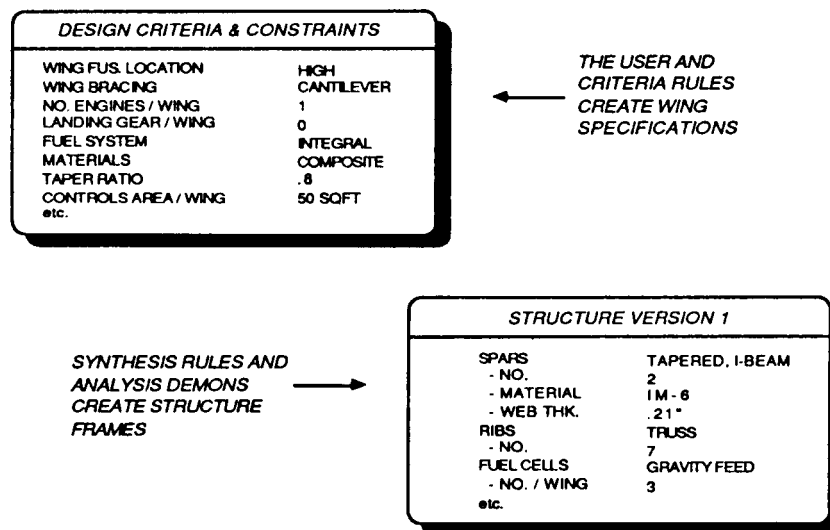 DESIGN CRITERIA & CONSTRAINTS
WING FUS. LOCATION HIGH
WING BRACING CANTILEVER
NO. ENGINES / WING 1
LANDING GEAR / WING 0
FUEL SYSTEM INTEGRAL
MATERIALS COMPOSITE
TAPER RATIO .6
CONTROLS AREA / WING 50 SQFT
etc.
THE USER AND
CRITERIA RULES
CREATE WING
SPECIFICATIONS
SYNTHESIS RULES AND
ANALYSIS DEMONS
CREATE STRUCTURE
FRAMES
STRUCTURE VERSION 1
SPARS TAPERED, I-BEAM
- NO. 2
- MATERIAL IM-6
- WEB THK. .21"
RIBS TRUSS
- NO. 7
FUEL CELLS GRAVITY FEED
- NO. / WING 3
etc.